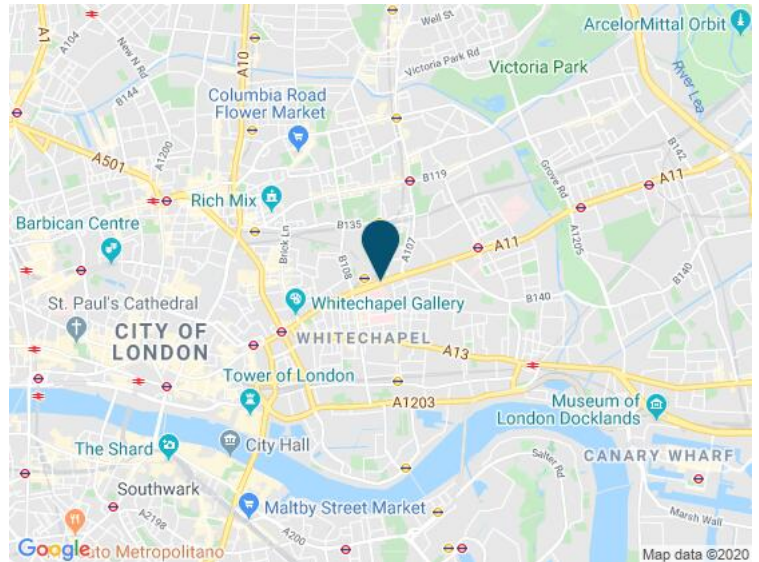 Well St
ArcelorMittal Orbit
A1
A104
New N Rd
A10
Victoria Park Rd
Victoria Park
River Lea
B144
Columbia Road
Flower Market
A501
A1200
B119
Grove Rd
B142
A11
Rich Mix
Barbican Centre
B135
Brick Ln
A107
A11
A1205
B108
B140
St. Paul's Cathedral
Whitechapel Gallery
B140
CITY OF
LONDON
WHITECHAPEL
A13
Tower of London
A1203
Museum of
London Docklands
The Shard
City Hall
Salter Rd
CANARY WHARF
Southwark
Maltby Street Market
A2198
A200
Marsh Wall
Google
uto Metropolitano
Map data ©2020